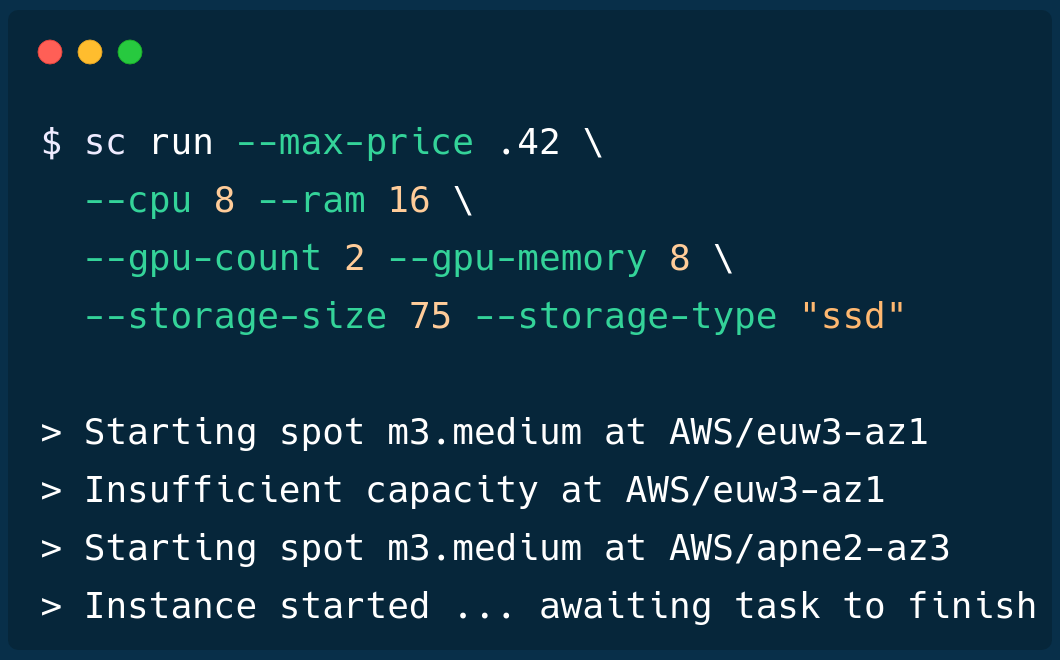 $ sc run --max-price .42 \
--cpu 8 --ram 16 \
--gpu-count 2 --gpu-memory 8 \
--storage-size 75 --storage-type "ssd"
> Starting spot m3.medium at AWS/euw3-az1
> Insufficient capacity at AWS/euw3-az1
> Starting spot m3.medium at AWS/apne2-az3
> Instance started ... awaiting task to finish